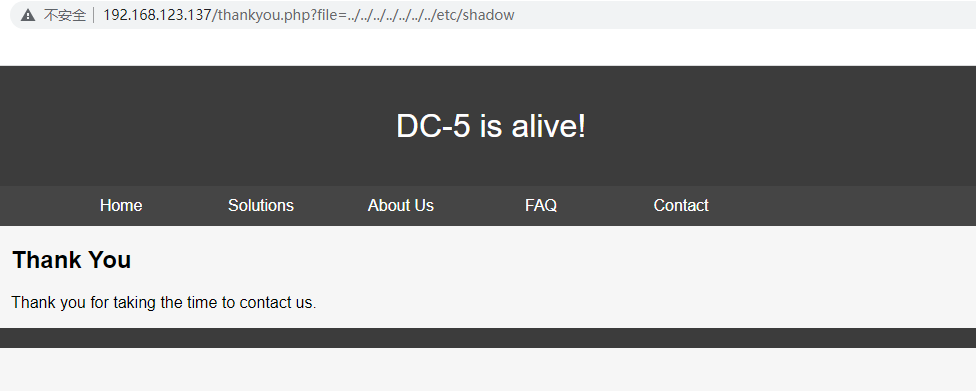 不安全 | 192.168.123.137/thankyou.php?file=../../../../../../../etc/shadow
DC-5 is alive!
Home Solutions About Us FAQ Contact
Thank You
Thank you for taking the time to contact us.